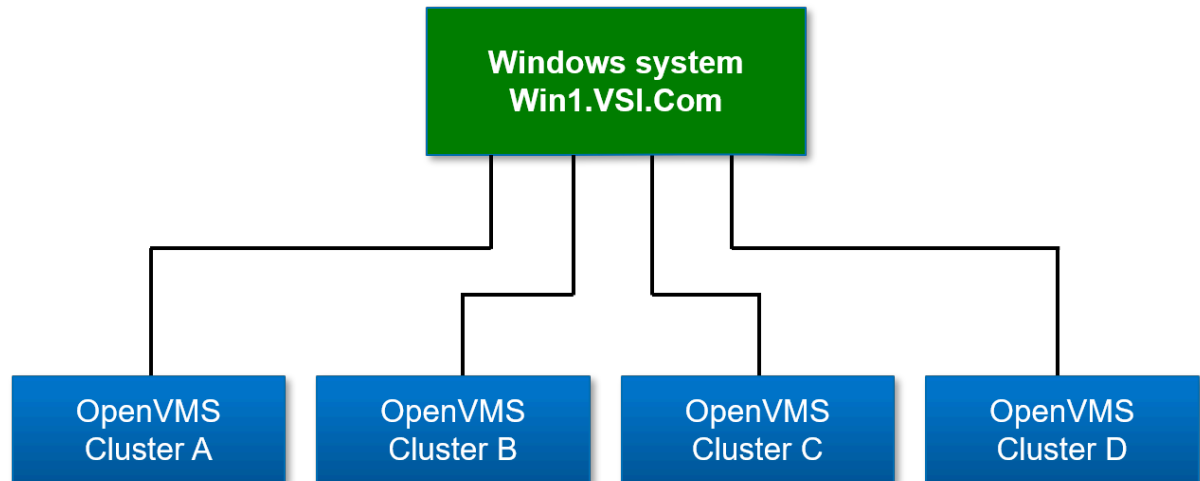 Windows system
Win1.VSI.Com
OpenVMS
Cluster A
OpenVMS
Cluster B
OpenVMS
Cluster C
OpenVMS
Cluster D